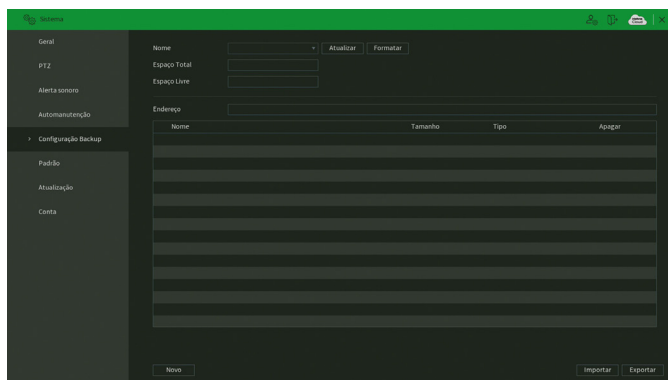 Sistema
Geral
PTZ
Alerta sonoro
Automanutenção
Configuração Backup
Padrão
Atualização
Conta
Nome Atualizar Formatar
Espaço Total
Espaço Livre
Endereço
Nome Tamanho Tipo Apagar
Novo Importar Exportar